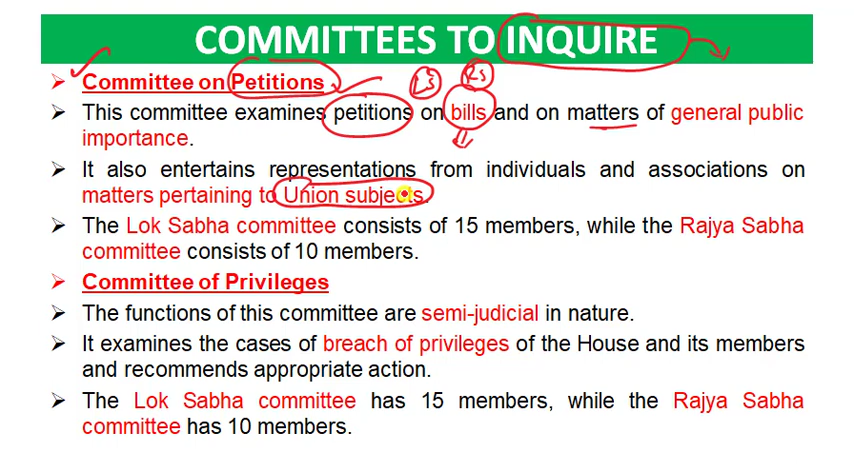 COMMITTEES TO INQUIRE
➢ Committee on Petitions
➢ This committee examines petitions on bills and on matters of general public
importance.
➢ It also entertains representations from individuals and associations on
matters pertaining to Union subjects.
➢ The Lok Sabha committee consists of 15 members, while the Rajya Sabha
committee consists of 10 members.
➢ Committee of Privileges
➢ The functions of this committee are semi-judicial in nature.
➢ It examines the cases of breach of privileges of the House and its members
and recommends appropriate action.
➢ The Lok Sabha committee has 15 members, while the Rajya Sabha
committee has 10 members.